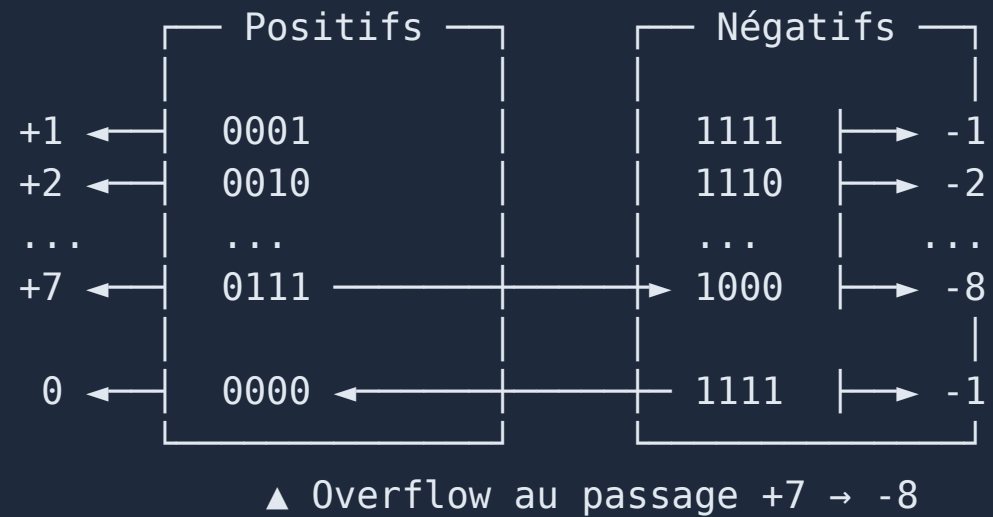 ┌── Positifs ──┐     ┌── Négatifs ──┐
+1 ◄── 0001     1111 ──► -1
+2 ◄── 0010     1110 ──► -2
...     ...     ...     ...
+7 ◄── 0111 ──► 1000 ──► -8
0 ◄── 0000 ◄── 1111 ──► -1
▲ Overflow au passage +7 → -8